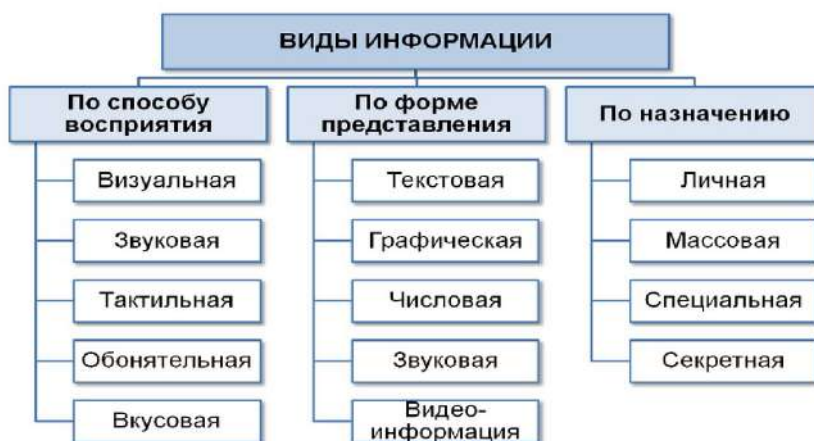 ВИДЫ ИНФОРМАЦИИ
По способу
восприятия
Визуальная
Звуковая
Тактильная
Обонятельная
Вкусовая
По форме
представления
Текстовая
Графическая
Числовая
Звуковая
Видео-
информация
По назначению
Личная
Массовая
Специальная
Секретная